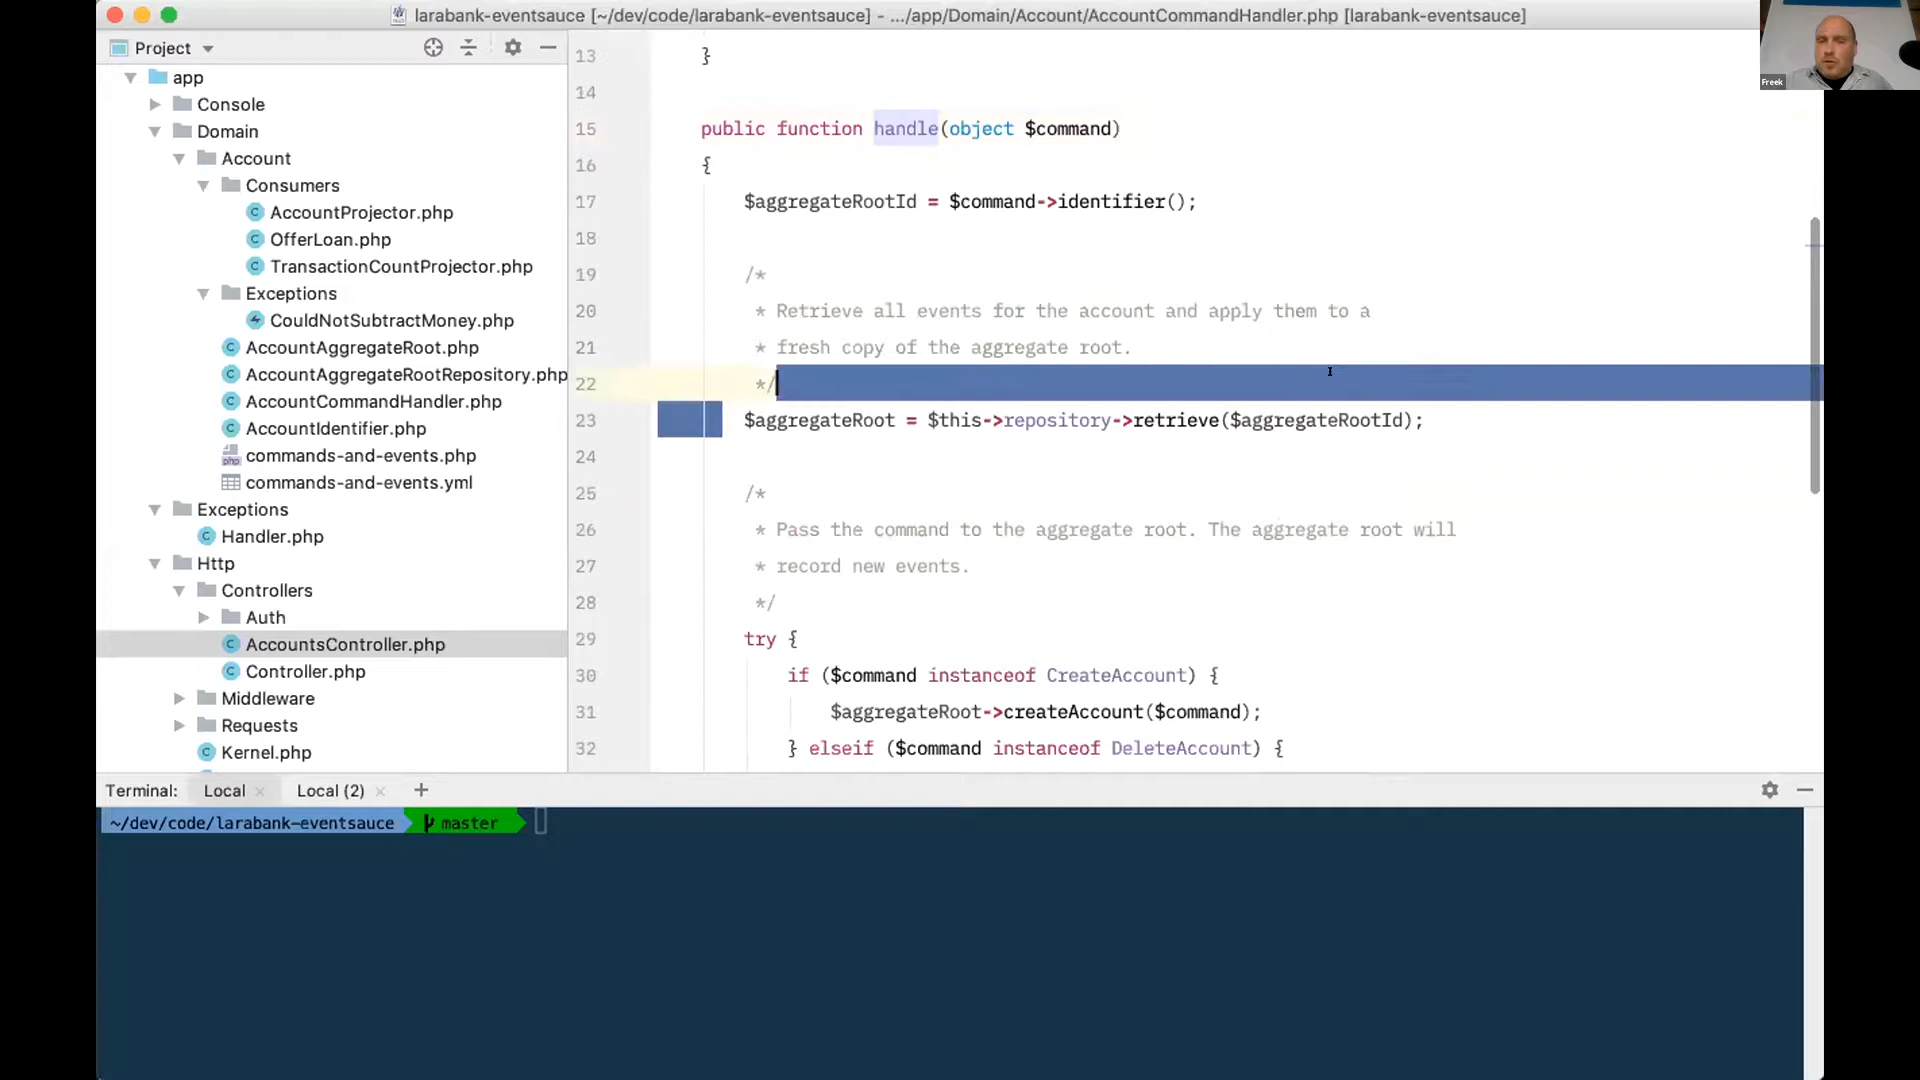 larabank-eventsauce [~/dev/code/larabank-eventsauce] - .../app/Domain/Account/AccountCommandHandler.php [larabank-eventsauce]
Freek
Project
app
Console
Domain
Account
Consumers
AccountProjector.php
OfferLoan.php
TransactionCountProjector.php
Exceptions
CouldNotSubtractMoney.php
AccountAggregateRoot.php
AccountAggregateRootRepository.php
AccountCommandHandler.php
AccountIdentifier.php
commands-and-events.php
commands-and-events.yml
Exceptions
Handler.php
Http
Controllers
Auth
AccountsController.php
Controller.php
Middleware
Requests
Kernel.php
13 }
14
15 public function handle(object $command)
16 {
17 $aggregateRootId = $command->identifier();
18
19 /*
20 * Retrieve all events for the account and apply them to a
21 * fresh copy of the aggregate root.
22 */
23 $aggregateRoot = $this->repository->retrieve($aggregateRootId);
24
25 /*
26 * Pass the command to the aggregate root. The aggregate root will
27 * record new events.
28 */
29 try {
30 if ($command instanceof CreateAccount) {
31 $aggregateRoot->createAccount($command);
32 } elseif ($command instanceof DeleteAccount) {
Terminal: Local × Local (2) × +
~/dev/code/larabank-eventsauce master